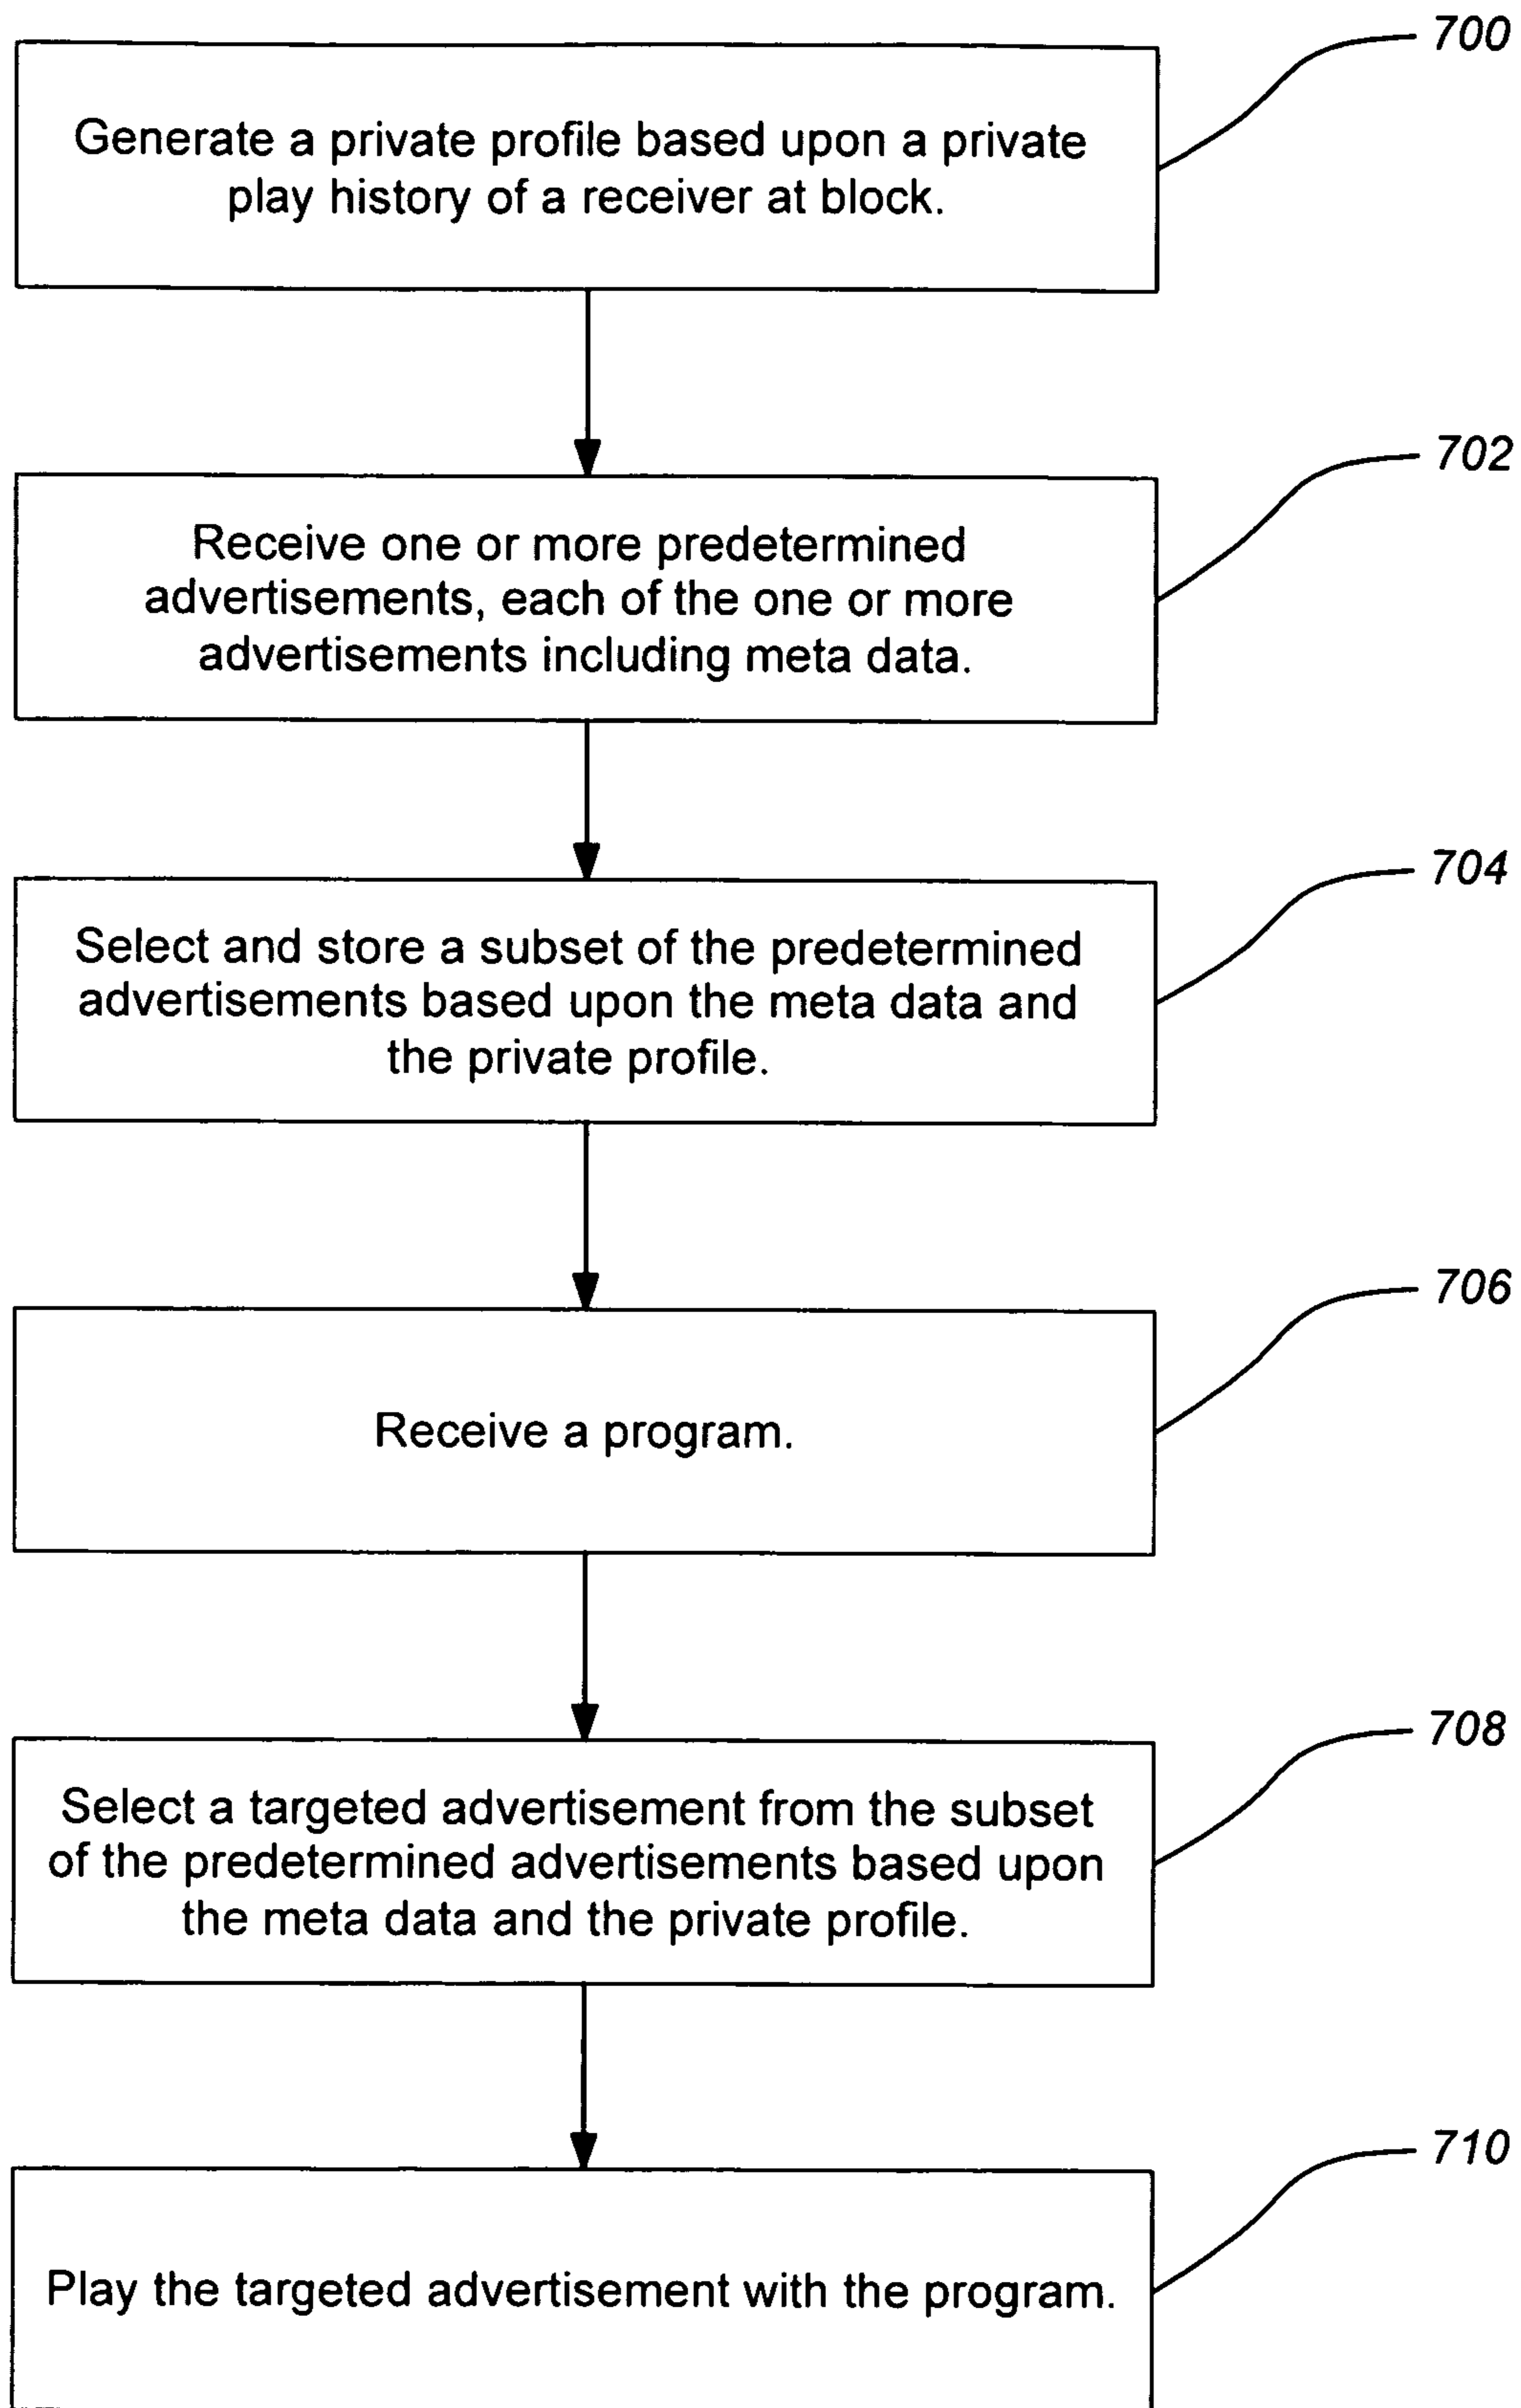 700
Generate a private profile based upon a private
play history of a receiver at block.
702
Receive one or more predetermined
advertisements, each of the one or more
advertisements including meta data.
704
Select and store a subset of the predetermined
advertisements based upon the meta data and
the private profile.
706
Receive a program.
708
Select a targeted advertisement from the subset
of the predetermined advertisements based upon
the meta data and the private profile.
710
Play the targeted advertisement with the program.